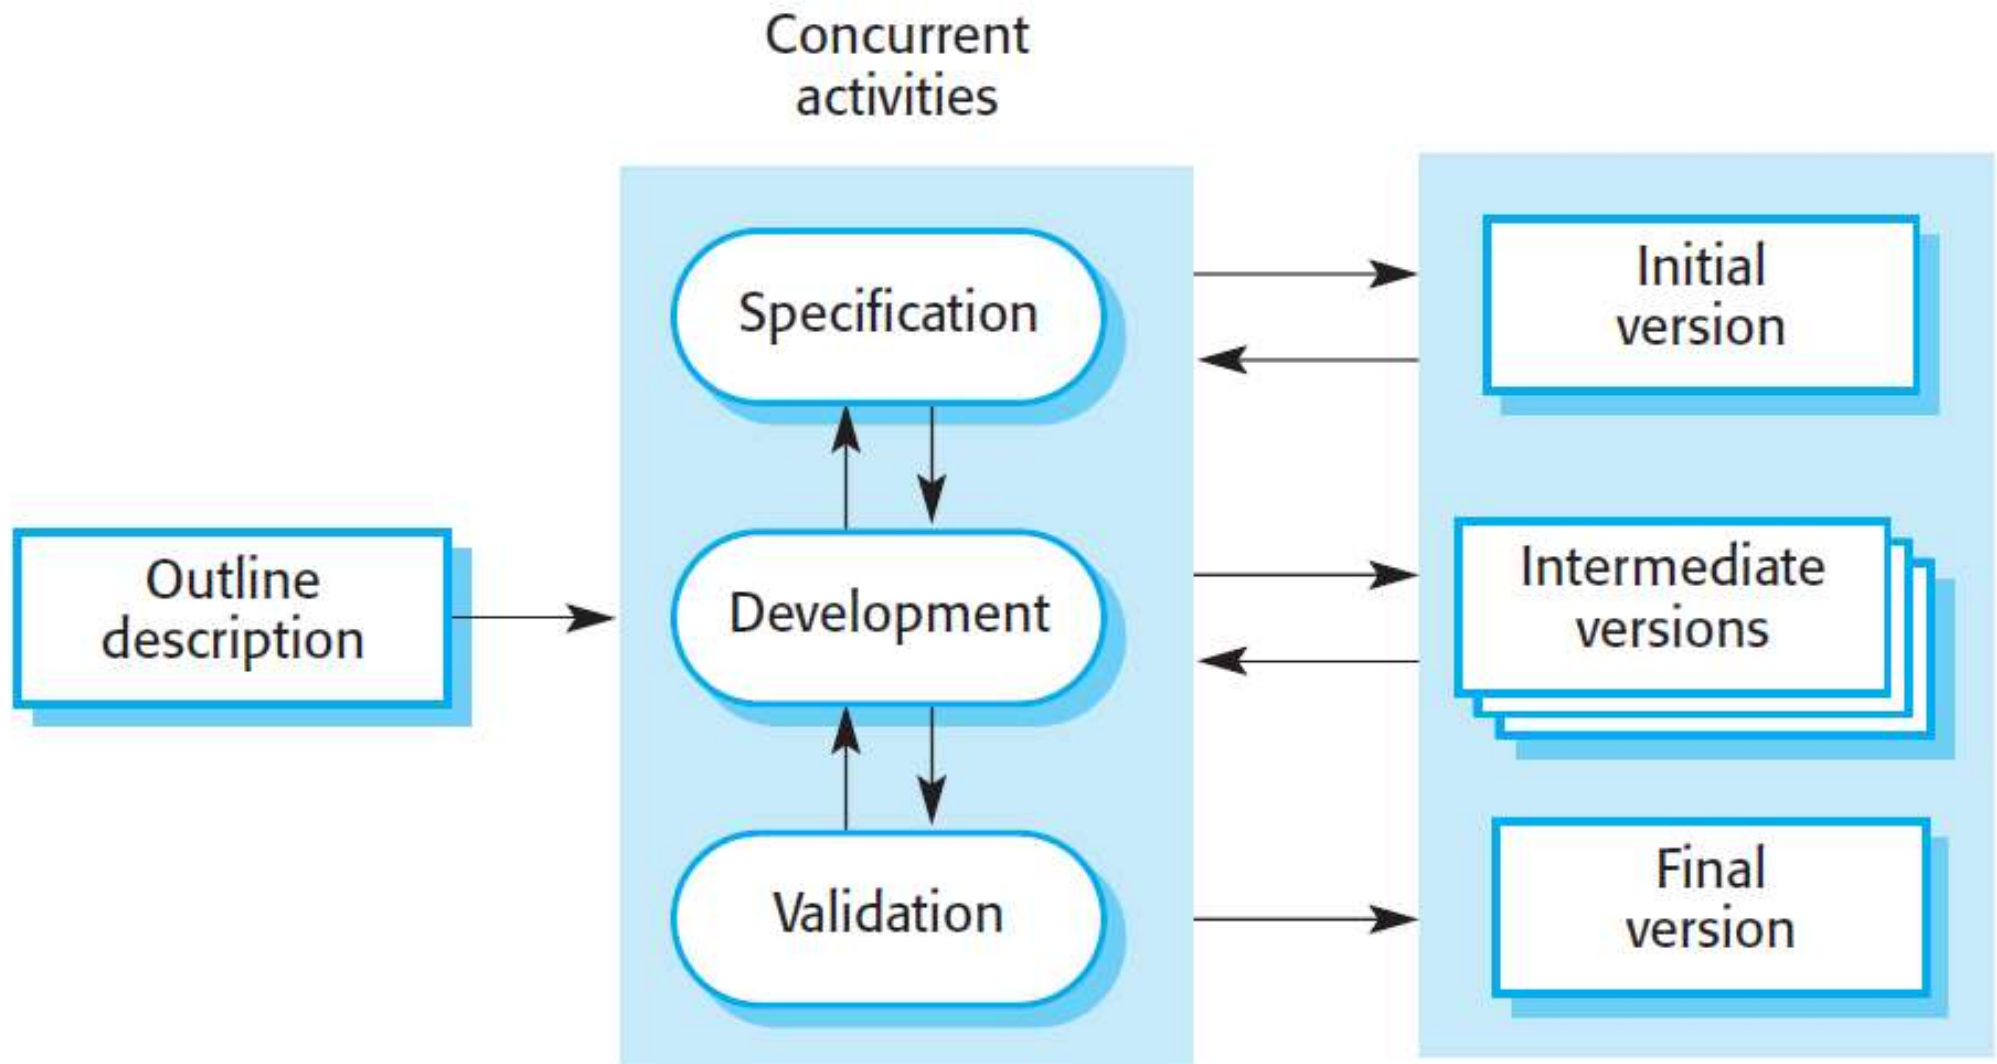 Concurrent
activities
Outline
description
Specification
Development
Validation
Initial
version
Intermediate
versions
Final
version